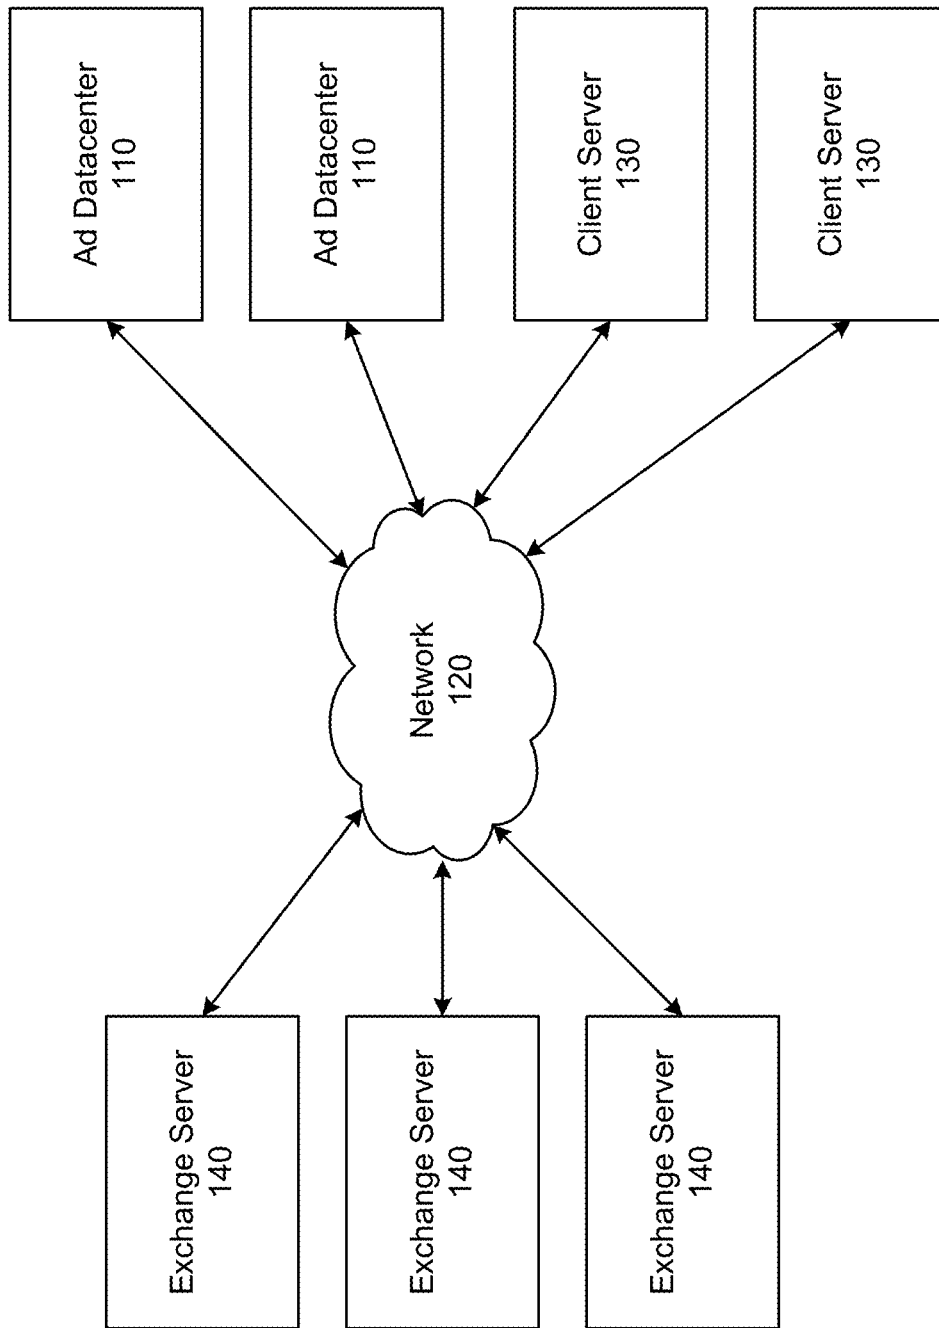 Ad Datacenter
110
Ad Datacenter
110
Client Server
130
Client Server
130
Network
120
Exchange Server
140
Exchange Server
140
Exchange Server
140